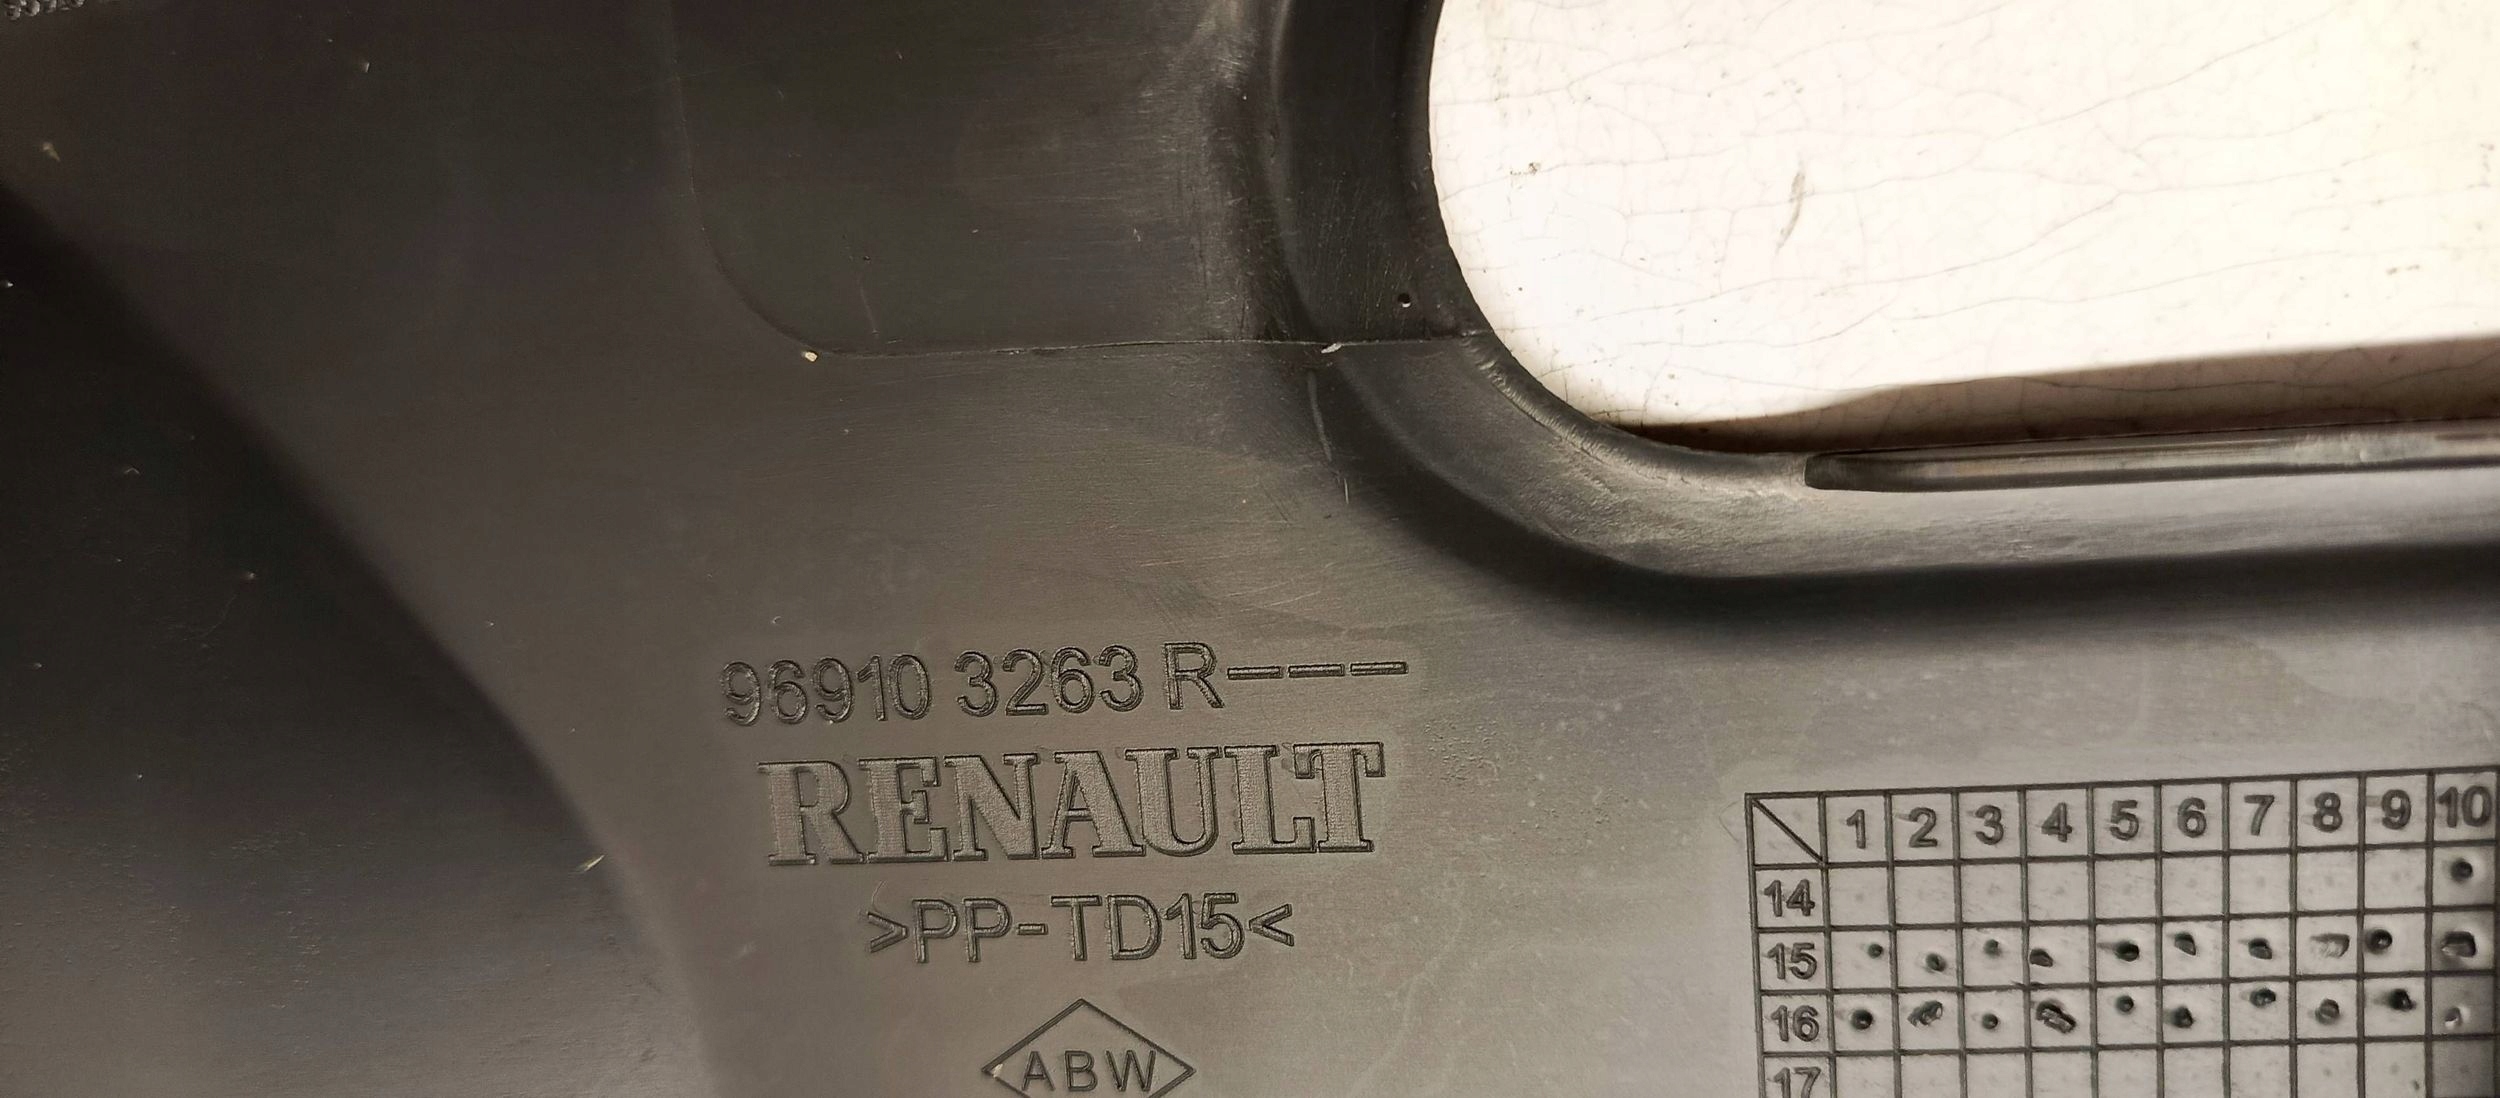 96910 3263 R---
RENAULT
>PP-TD15<
ABW
1 2 3 4 5 6 7 8 9 10
14
15
16
17